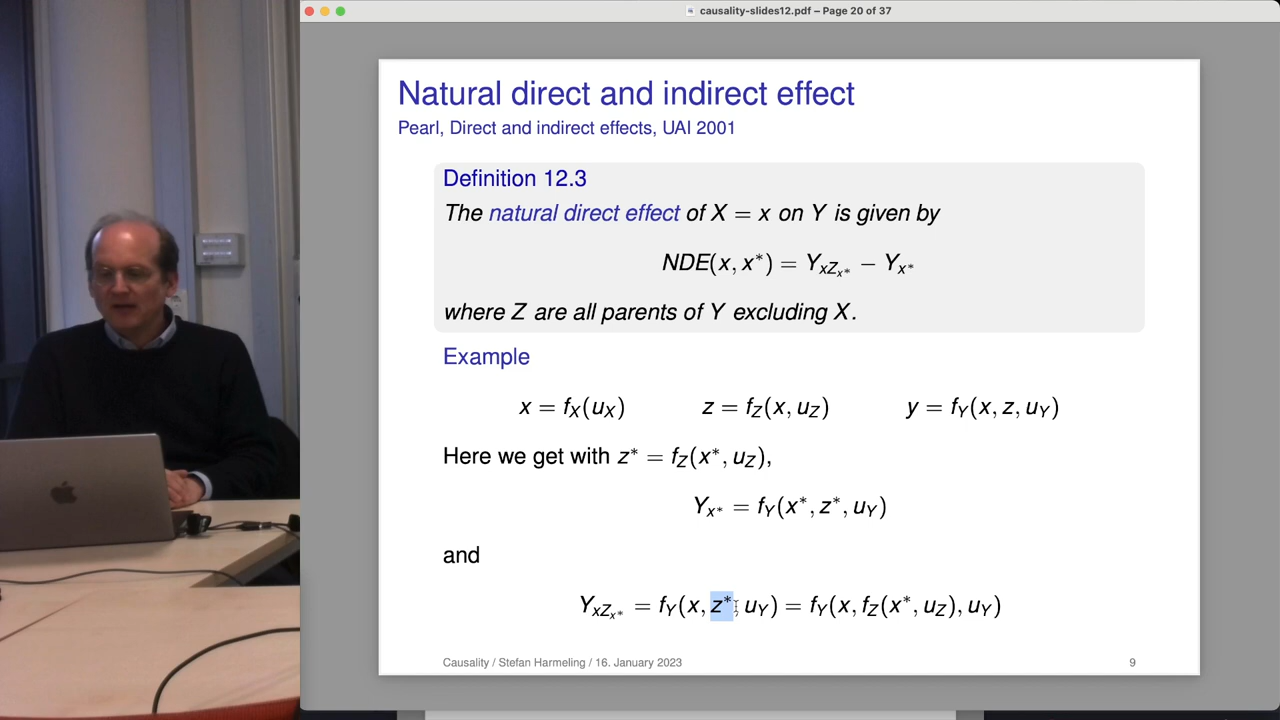 causality-slides12.pdf – Page 20 of 37
Natural direct and indirect effect
Pearl, Direct and indirect effects, UAI 2001
Definition 12.3
The natural direct effect of X = x on Y is given by
NDE(x, x*) = Y_{xZ_{x*}} − Y_{x*}
where Z are all parents of Y excluding X.
Example
x = f_X(u_X) z = f_Z(x, u_Z) y = f_Y(x, z, u_Y)
Here we get with z* = f_Z(x*, u_Z),
Y_{x*} = f_Y(x*, z*, u_Y)
and
Y_{xZ_{x*}} = f_Y(x, z*, u_Y) = f_Y(x, f_Z(x*, u_Z), u_Y)
Causality / Stefan Harmeling / 16. January 2023 9